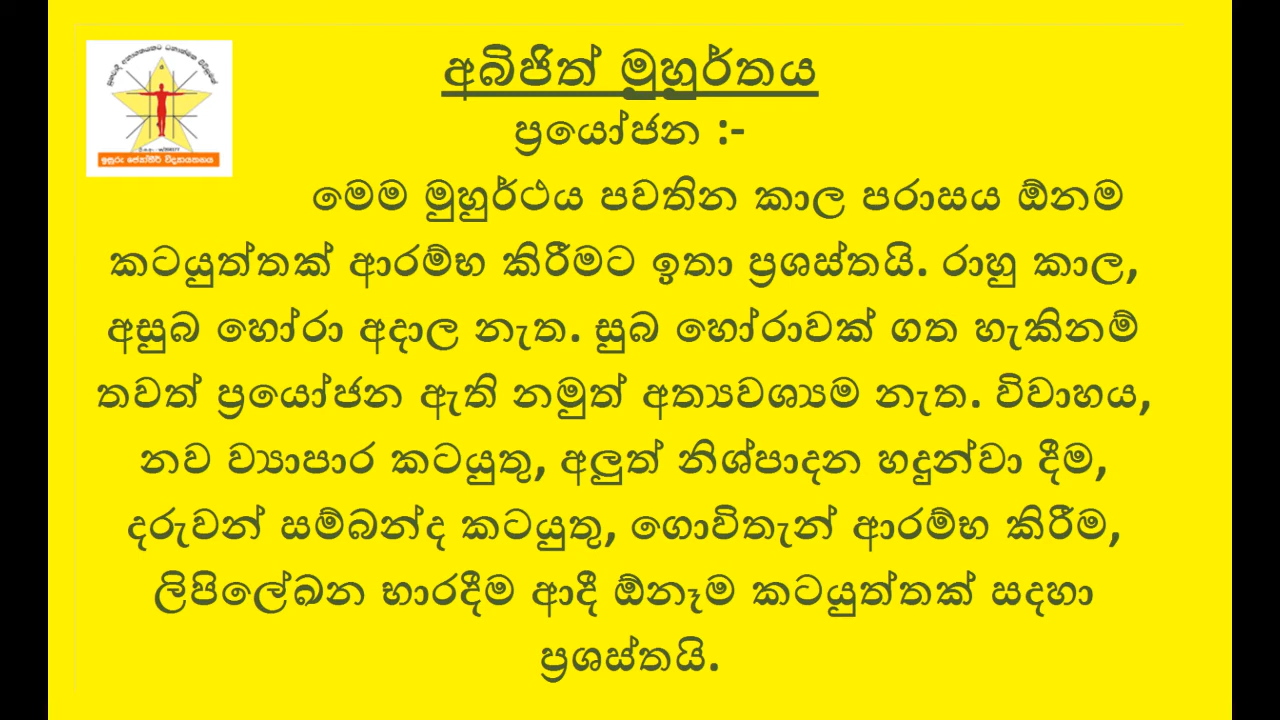 අබිජිත් මුහුර්තය
ප්‍රයෝජන :-
මෙම මුහුර්ථය පවතින කාල පරාසය ඕනම
කටයුත්තක් ආරම්භ කිරීමට ඉතා ප්‍රශස්තයි. රාහු කාල,
අසුබ හෝරා අදාල නැත. සුබ හෝරාවක් ගත හැකිනම්
තවත් ප්‍රයෝජන ඇති නමුත් අත්‍යවශ්‍යම නැත. විවාහය,
නව ව්‍යාපාර කටයුතු, අලුත් නිශ්පාදන හදුන්වා දීම,
දරුවන් සම්බන්ද කටයුතු, ගොවිතැන් ආරම්භ කිරීම,
ලිපිලේඛන භාරදීම ආදී ඕනෑම කටයුත්තක් සදහා
ප්‍රශස්තයි.
ඉසුරු ජෝතිර් විද්‍යායතනය